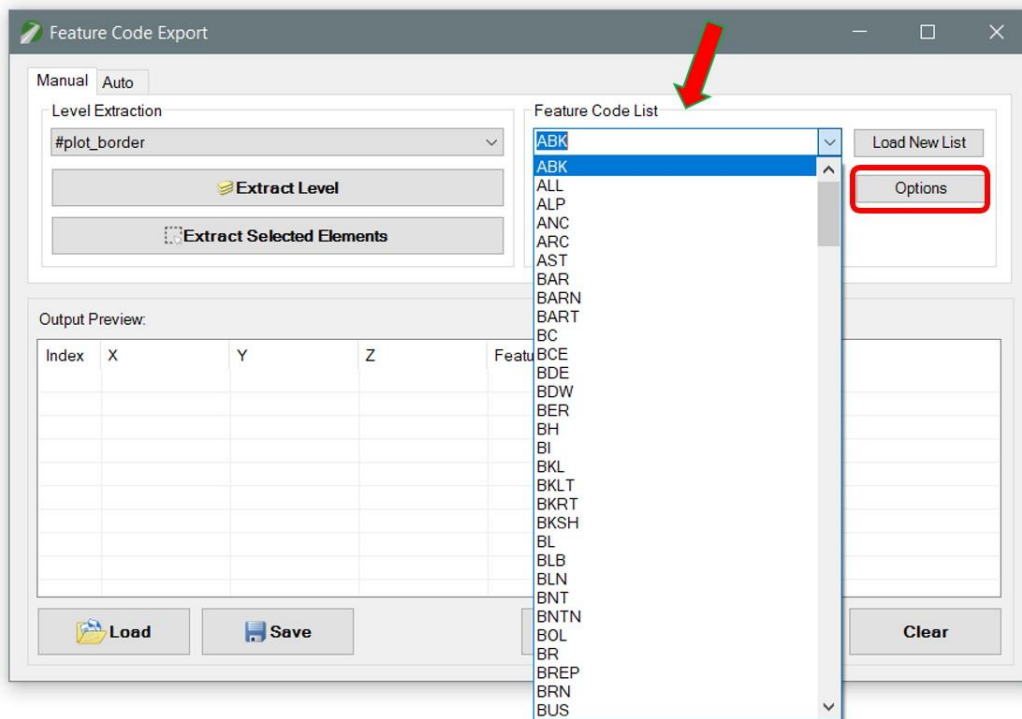 Feature Code Export
Manual Auto
Level Extraction
#plot_border
Extract Level
Extract Selected Elements
Feature Code List
ABK
Load New List
Options
ABK
ALL
ALP
ANC
ARC
AST
BAR
BARN
BART
BC
BCE
BDE
BDW
BER
BH
BI
BKL
BKLT
BKRT
BKSH
BL
BLB
BLN
BNT
BNTN
BOL
BR
BREP
BRN
BUS
Output Preview:
Index X Y Z Featu
Load Save Clear